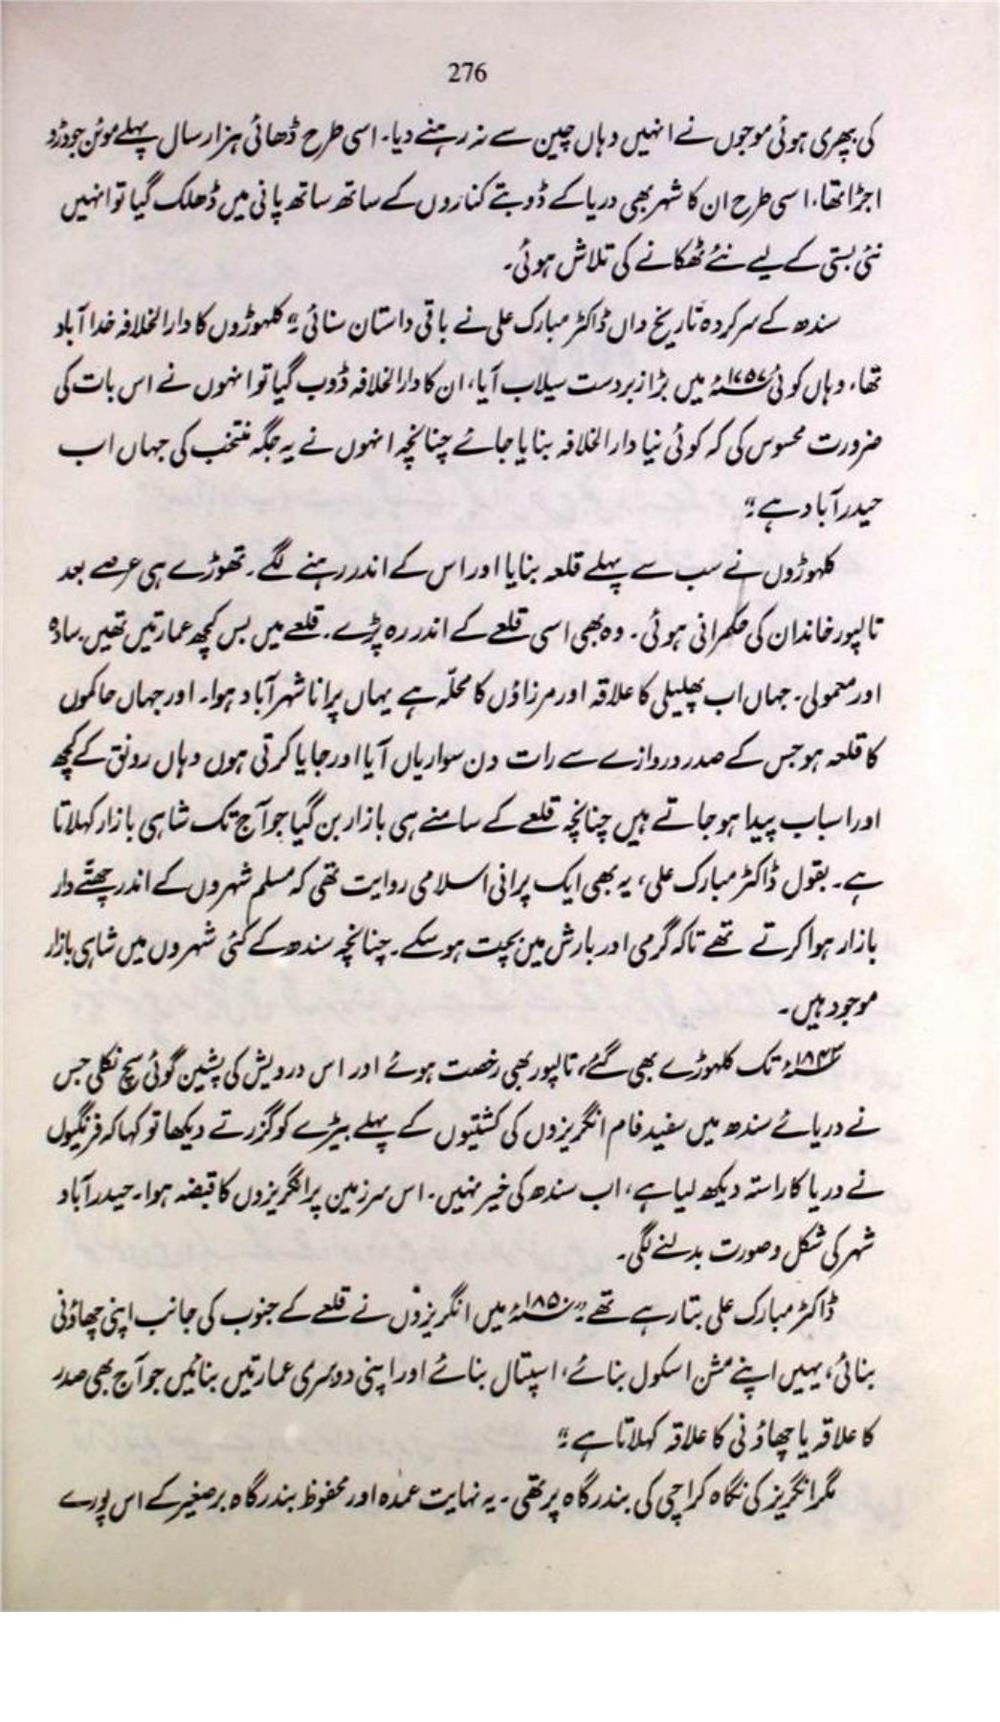 276
کی بپھری ہوئی موجوں نے انہیں وہاں چین سے نہ رہنے دیا۔ اسی طرح ڈھائی ہزار سال پہلے موئن جودڑو
اجڑا تھا، اسی طرح ان کا شہر بھی دریا کے ڈوبتے کناروں کے ساتھ ساتھ پانی میں ڈھلک گیا تو انہیں
نئی بستی کے لیے نئے ٹھکانے کی تلاش ہوئی۔
سندھ کے سرکردہ تاریخ داں ڈاکٹر مبارک علی نے باقی داستان سنائی "کلہوڑوں کا دارالخلافہ خدا آباد
تھا، وہاں کوئی ۱۷۵۷ء میں بڑا زبردست سیلاب آیا، ان کا دارالخلافہ ڈوب گیا تو انہوں نے اس بات کی
ضرورت محسوس کی کہ کوئی نیا دارالخلافہ بنایا جائے چنانچہ انہوں نے یہ جگہ منتخب کی جہاں اب
حیدرآباد ہے"
کلہوڑوں نے سب سے پہلے قلعہ بنایا اور اس کے اندر رہنے لگے۔ تھوڑے ہی عرصے بعد
تالپور خاندان کی حکمرانی ہوئی۔ وہ بھی اسی قلعے کے اندر رہ پڑے۔ قلعے میں بس کچھ عمارتیں تھیں۔ سادہ
اور معمولی۔ جہاں اب پھلیلی کا علاقہ اور مرزاؤں کا محلّہ ہے یہاں پرانا شہر آباد ہوا۔ اور جہاں حاکموں
کا قلعہ ہو جس کے صدر دروازے سے رات دن سواریاں آیا اور جایا کرتی ہوں وہاں رونق کے کچھ
اور اسباب پیدا ہو جاتے ہیں چنانچہ قلعے کے سامنے ہی بازار بن گیا جو آج تک شاہی بازار کہلاتا
ہے۔ بقول ڈاکٹر مبارک علی، یہ بھی ایک پرانی اسلامی روایت تھی کہ مسلم شہروں کے اندر چھتّے دار
بازار ہوا کرتے تھے تاکہ گرمی اور بارش میں بچت ہو سکے۔ چنانچہ سندھ کے کئی شہروں میں شاہی بازار
موجود ہیں۔
۱۸۴۳ء تک کلہوڑے بھی گئے، تالپور بھی رخصت ہوئے اور اس درویش کی پیشین گوئی سچ نکلی جس
نے دریائے سندھ میں سفید فام انگریزوں کی کشتیوں کے پہلے بیڑے کو گزرتے دیکھا تو کہا کہ فرنگیوں
نے دریا کا راستہ دیکھ لیا ہے، اب سندھ کی خیر نہیں۔ اس سرزمین پر انگریزوں کا قبضہ ہوا۔ حیدرآباد
شہر کی شکل و صورت بدلنے لگی۔
ڈاکٹر مبارک علی بتا رہے تھے "۱۸۵۰ء میں انگریزوں نے قلعے کے جنوب کی جانب اپنی چھاؤنی
بنائی، یہیں اپنے مشن اسکول بنائے، اسپتال بنائے اور اپنی دوسری عمارتیں بنائیں جو آج بھی صدر
کا علاقہ یا چھاؤنی کا علاقہ کہلاتا ہے"
مگر انگریز کی نگاہ کراچی کی بندرگاہ پر تھی۔ یہ نہایت عمدہ اور محفوظ بندرگاہ برصغیر کے اس پورے